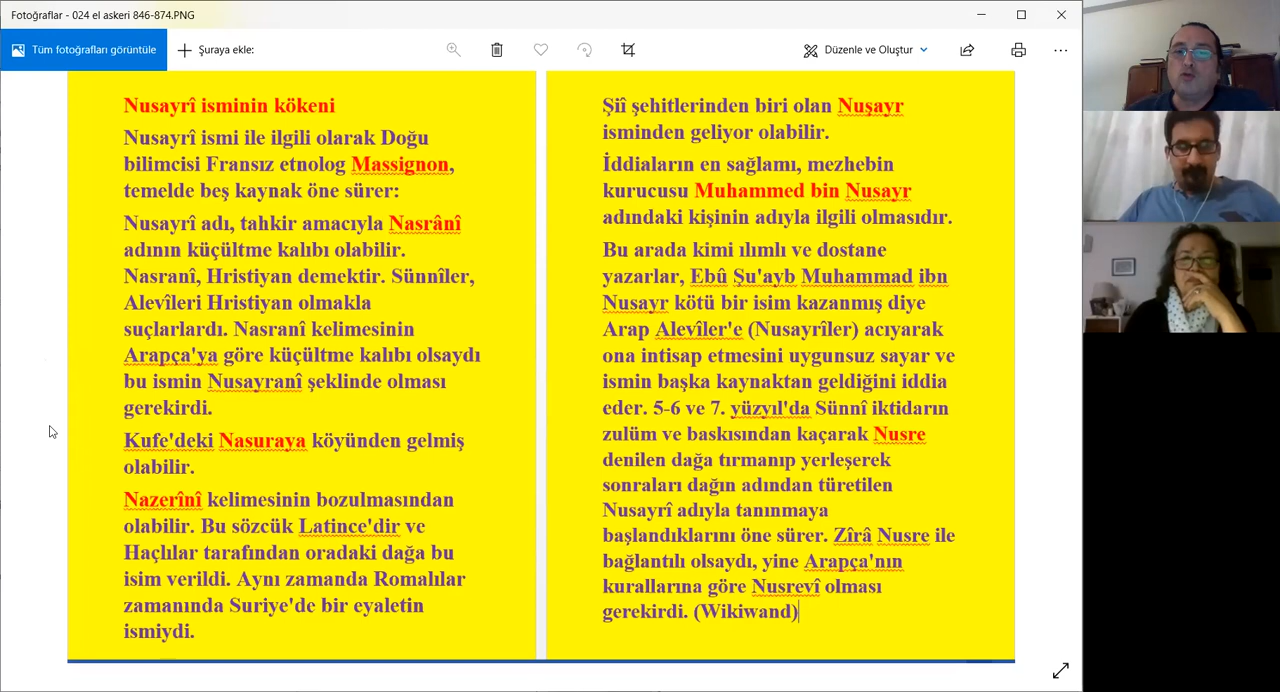 Fotoğraflar - 024 el askeri 846-874.PNG
Tüm fotoğrafları görüntüle
Şuraya ekle:
Düzenle ve Oluştur
Nusayrî isminin kökeni
Nusayrî ismi ile ilgili olarak Doğu
bilimcisi Fransız etnolog Massignon,
temelde beş kaynak öne sürer:
Nusayrî adı, tahkir amacıyla Nasrânî
adının küçültme kalıbı olabilir.
Nasranî, Hristiyan demektir. Sünnîler,
Alevîleri Hristiyan olmakla
suçlarlardı. Nasranî kelimesinin
Arapça'ya göre küçültme kalıbı olsaydı
bu ismin Nusayranî şeklinde olması
gerekirdi.
Kufe'deki Nasuraya köyünden gelmiş
olabilir.
Nazerînî kelimesinin bozulmasından
olabilir. Bu sözcük Latince'dir ve
Haçlılar tarafından oradaki dağa bu
isim verildi. Aynı zamanda Romalılar
zamanında Suriye'de bir eyaletin
ismiydi.
Şiî şehitlerinden biri olan Nuşayr
isminden geliyor olabilir.
İddiaların en sağlamı, mezhebin
kurucusu Muhammed bin Nusayr
adındaki kişinin adıyla ilgili olmasıdır.
Bu arada kimi ılımlı ve dostane
yazarlar, Ebû Şu'ayb Muhammad ibn
Nusayr kötü bir isim kazanmış diye
Arap Alevîler'e (Nusayrîler) acıyarak
ona intisap etmesini uygunsuz sayar ve
ismin başka kaynaktan geldiğini iddia
eder. 5-6 ve 7. yüzyıl'da Sünnî iktidarın
zulüm ve baskısından kaçarak Nusre
denilen dağa tırmanıp yerleşerek
sonraları dağın adından türetilen
Nusayrî adıyla tanınmaya
başlandıklarını öne sürer. Zîrâ Nusre ile
bağlantılı olsaydı, yine Arapça'nın
kurallarına göre Nusrevî olması
gerekirdi. (Wikiwand)